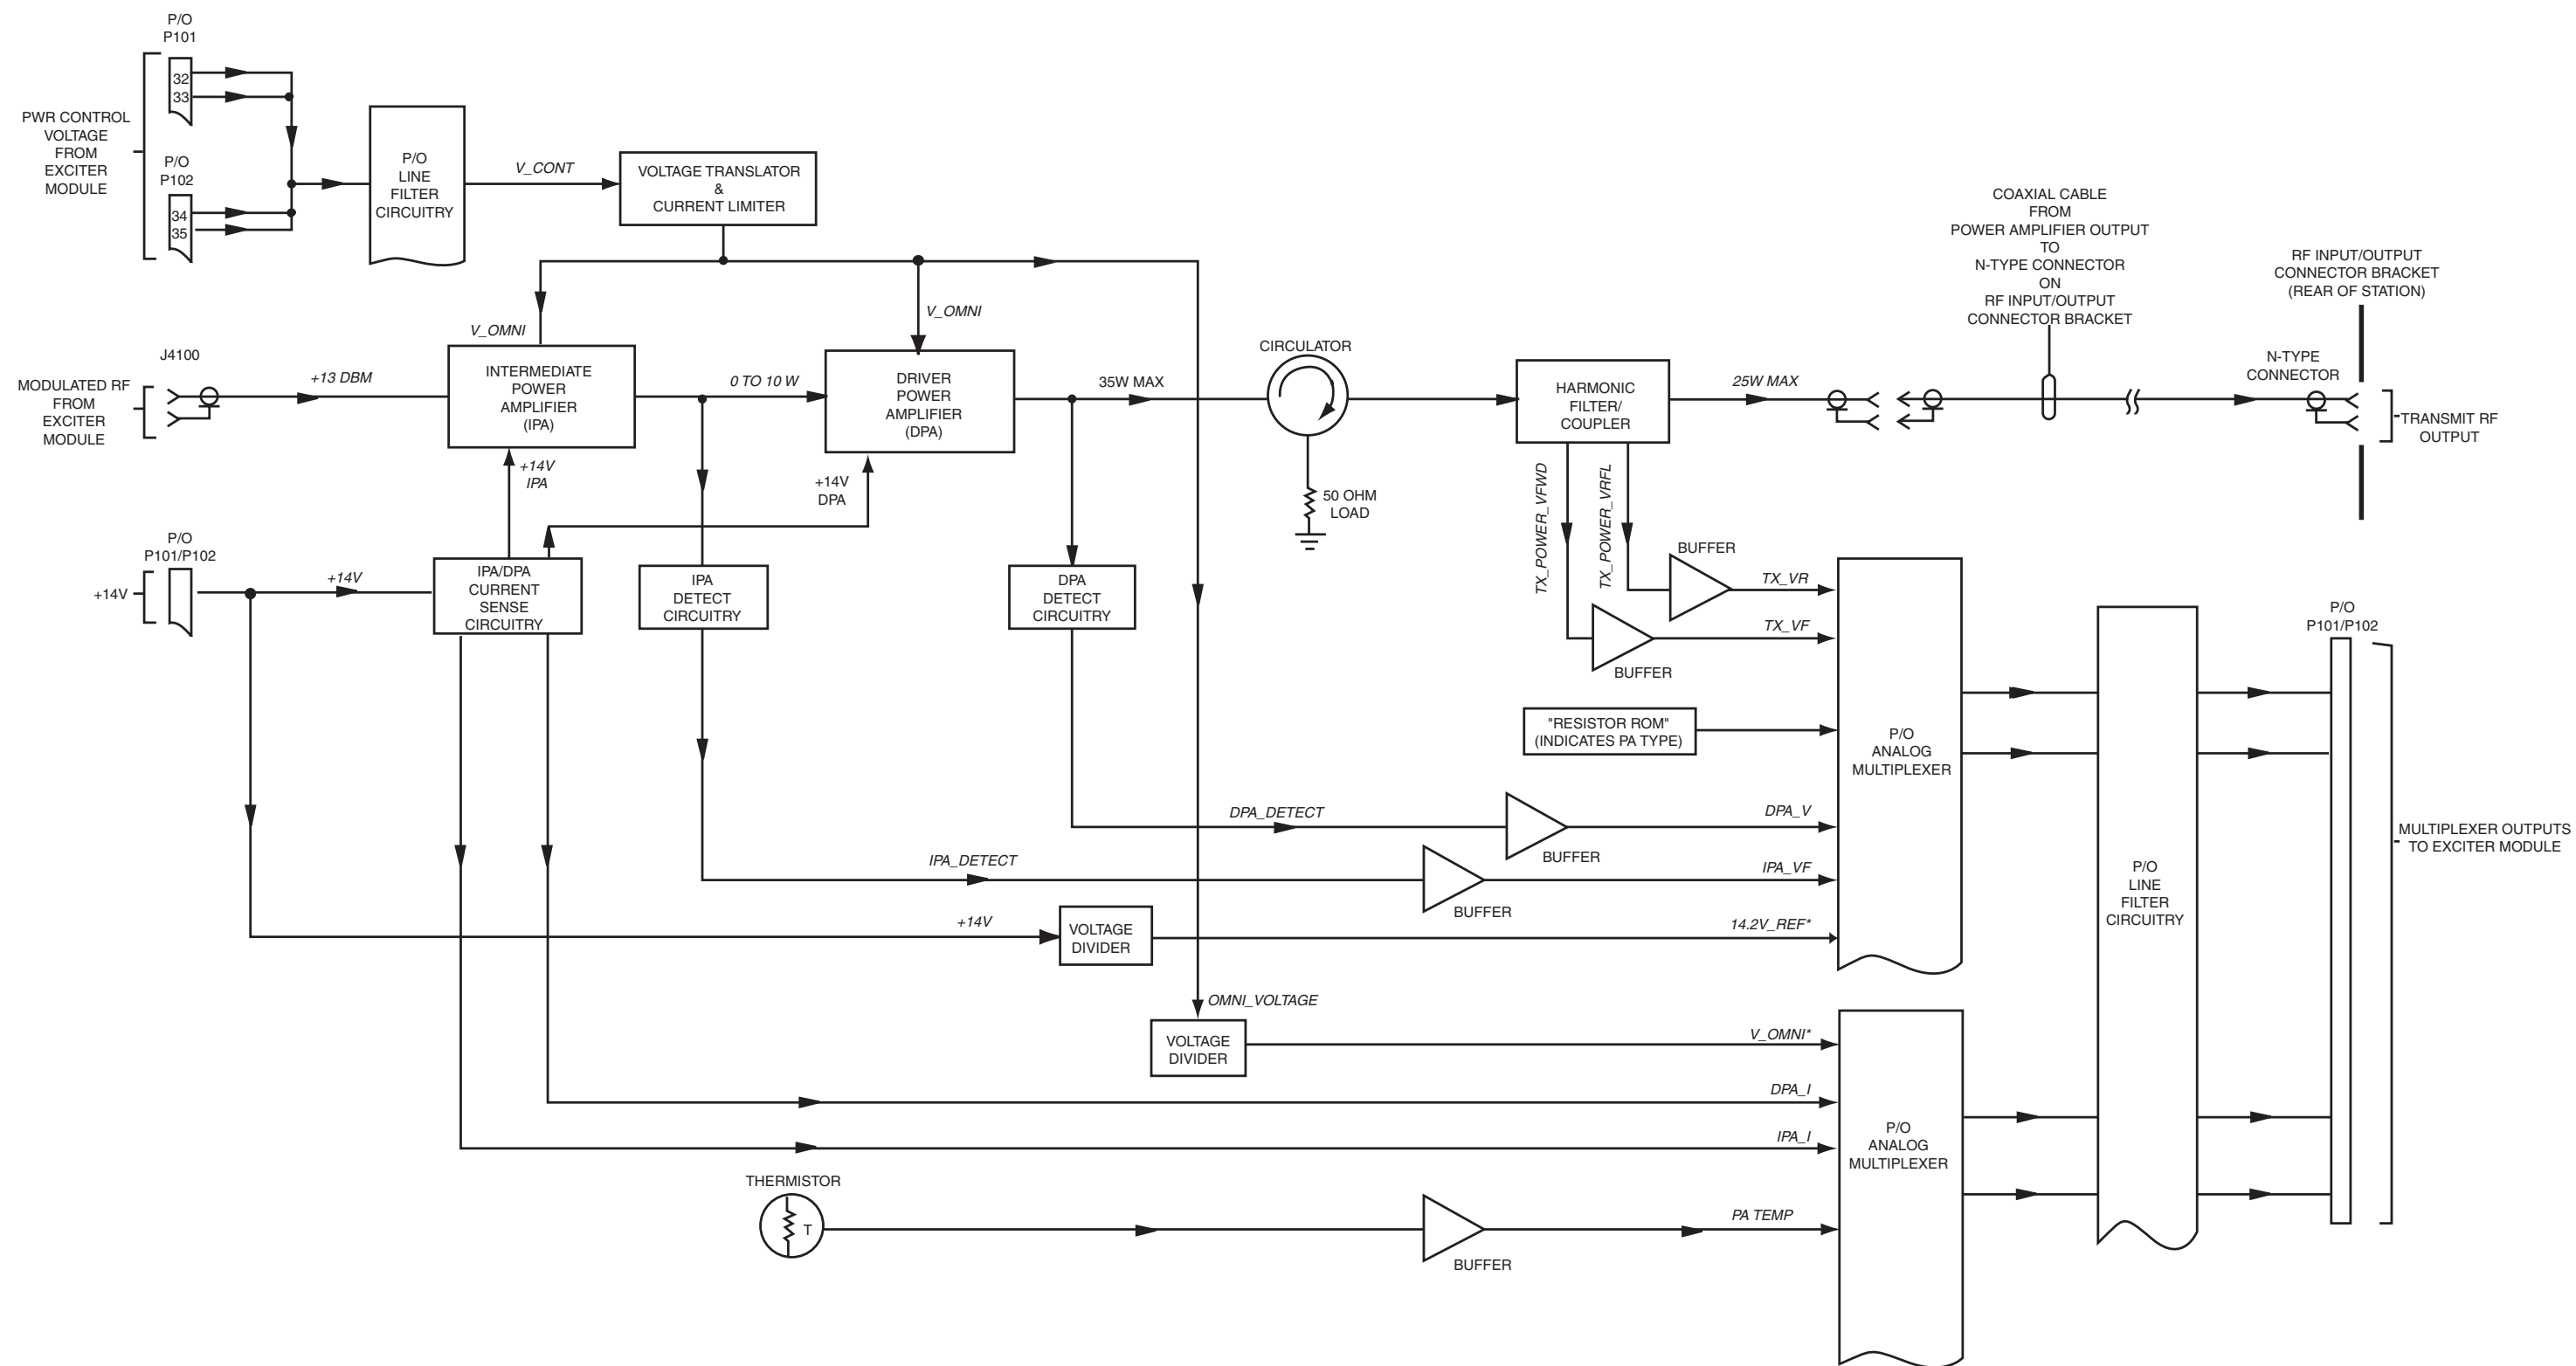 P/O
P101
32
33
PWR CONTROL
VOLTAGE
FROM
EXCITER
MODULE
P/O
P102
34
35
P/O
LINE
FILTER
CIRCUITRY
V_CONT
VOLTAGE TRANSLATOR
&
CURRENT LIMITER
V_OMNI
V_OMNI
J4100
MODULATED RF
FROM
EXCITER
MODULE
+13 DBM
INTERMEDIATE
POWER
AMPLIFIER
(IPA)
0 TO 10 W
DRIVER
POWER
AMPLIFIER
(DPA)
35W MAX
CIRCULATOR
50 OHM
LOAD
HARMONIC
FILTER/
COUPLER
25W MAX
COAXIAL CABLE
FROM
POWER AMPLIFIER OUTPUT
TO
N-TYPE CONNECTOR
ON
RF INPUT/OUTPUT
CONNECTOR BRACKET
RF INPUT/OUTPUT
CONNECTOR BRACKET
(REAR OF STATION)
N-TYPE
CONNECTOR
TRANSMIT RF
OUTPUT
+14V
IPA
+14V
DPA
P/O
P101/P102
+14V
+14V
IPA/DPA
CURRENT
SENSE
CIRCUITRY
IPA
DETECT
CIRCUITRY
DPA
DETECT
CIRCUITRY
TX_POWER_VFWD
TX_POWER_VRFL
BUFFER
TX_VR
BUFFER
TX_VF
"RESISTOR ROM"
(INDICATES PA TYPE)
P/O
ANALOG
MULTIPLEXER
DPA_DETECT
BUFFER
DPA_V
IPA_DETECT
BUFFER
IPA_VF
+14V
VOLTAGE
DIVIDER
14.2V_REF*
P/O
LINE
FILTER
CIRCUITRY
P/O
P101/P102
MULTIPLEXER OUTPUTS
TO EXCITER MODULE
OMNI_VOLTAGE
VOLTAGE
DIVIDER
V_OMNI*
DPA_I
IPA_I
P/O
ANALOG
MULTIPLEXER
THERMISTOR
T
BUFFER
PA TEMP